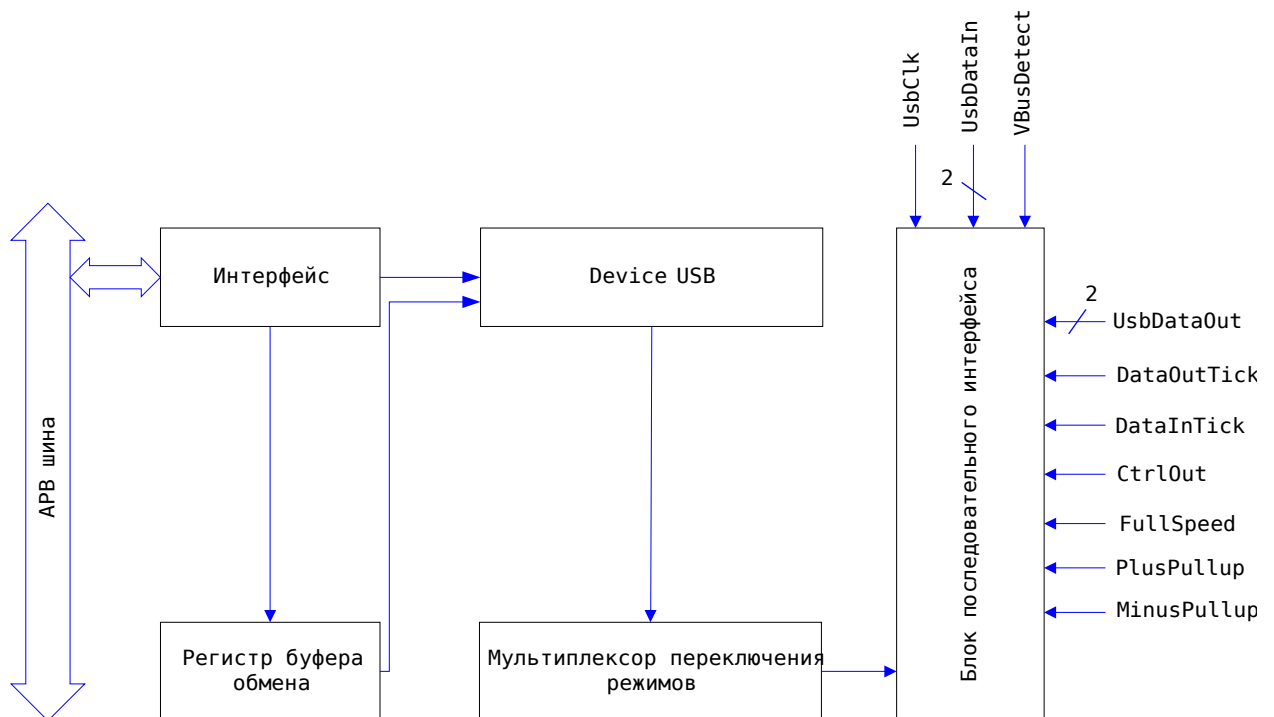 UsbClk
UsbDataIn
VBusDetect
2
Интерфейс
Device USB
2
UsbDataOut
DataOutTick
DataInTick
CtrlOut
FullSpeed
PlusPullup
MinusPullup
APB шина
Блок последовательного интерфейса
Регистр буфера
обмена
Мультиплексор переключения
режимов